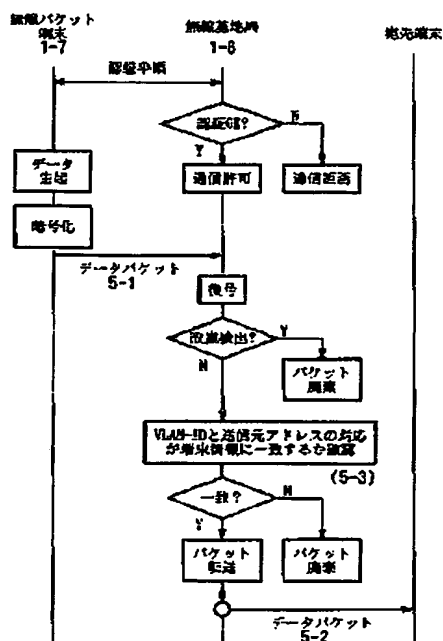 無線パケット
端末
1-7
無線基地局
1-6
宛先端末
認証手順
認証OK?
否
Y
データ
生起
通信許可
通信拒否
暗号化
データパケット
5-1
復号
改竄検出?
Y
N
パケット
廃棄
VLAN-IDと送信元アドレスの対応
が端末情報に一致するか確認
(5-3)
一致?
N
Y
パケット
転送
パケット
廃棄
データパケット
5-2